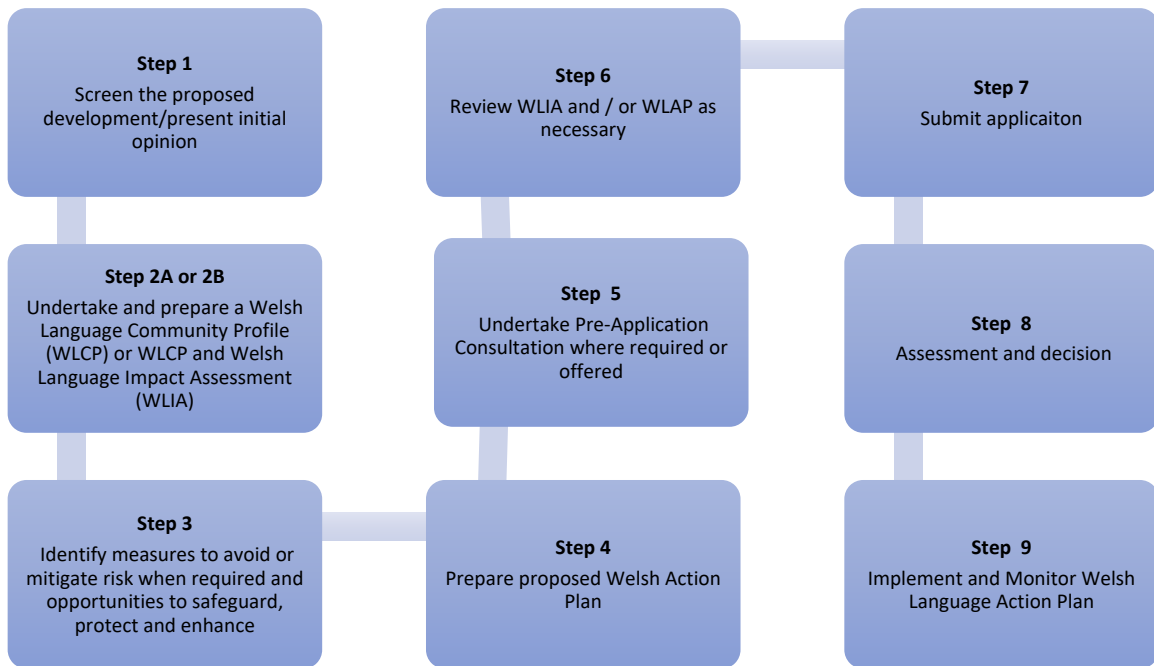 Step 1
Screen the proposed
development/present initial
opinion
Step 2A or 2B
Undertake and prepare a Welsh
Language Community Profile
(WLCP) or WLCP and Welsh
Language Impact Assessment
(WLIA)
Step 3
Identify measures to avoid or
mitigate risk when required and
opportunities to safeguard,
protect and enhance
Step 4
Prepare proposed Welsh Action
Plan
Step 5
Undertake Pre-Application
Consultation where required or
offered
Step 6
Review WLIA and / or WLAP as
necessary
Step 7
Submit applicaiton
Step 8
Assessment and decision
Step 9
Implement and Monitor Welsh
Language Action Plan